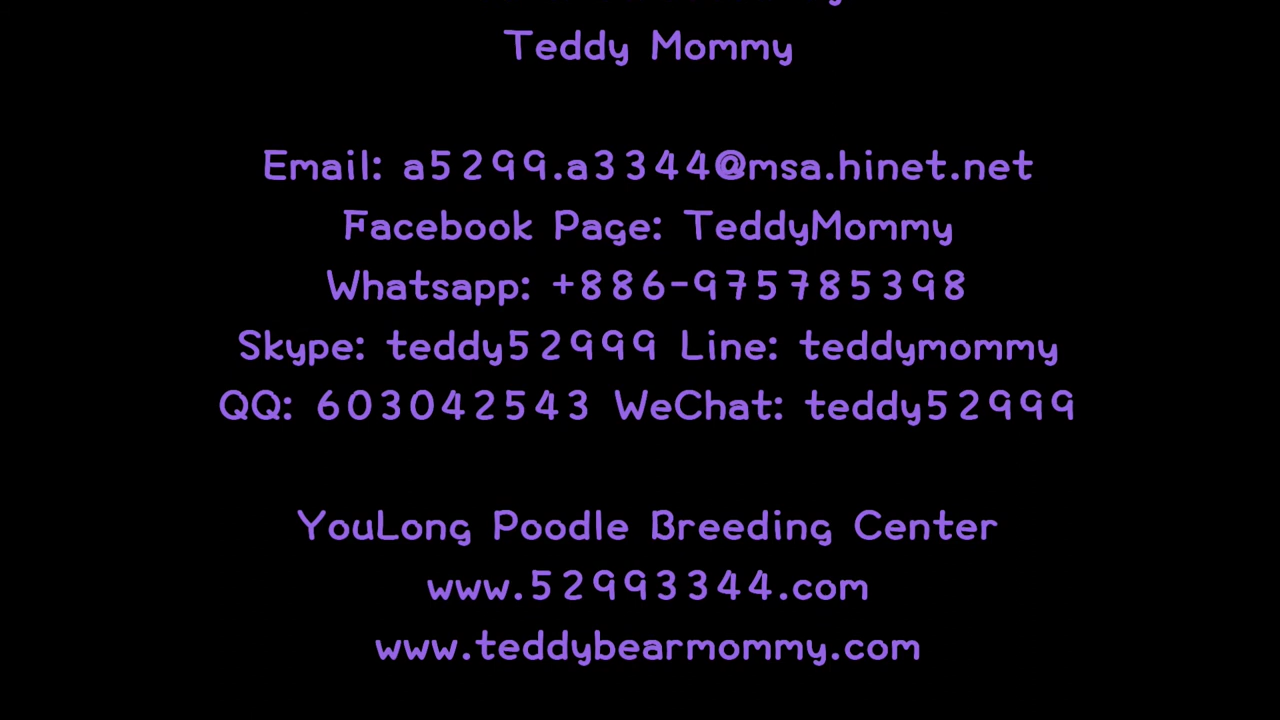 Teddy Mommy
Email: a5299.a3344@msa.hinet.net
Facebook Page: TeddyMommy
Whatsapp: +886-975785398
Skype: teddy52999 Line: teddymommy
QQ: 603042543 WeChat: teddy52999
YouLong Poodle Breeding Center
www.52993344.com
www.teddybearmommy.com